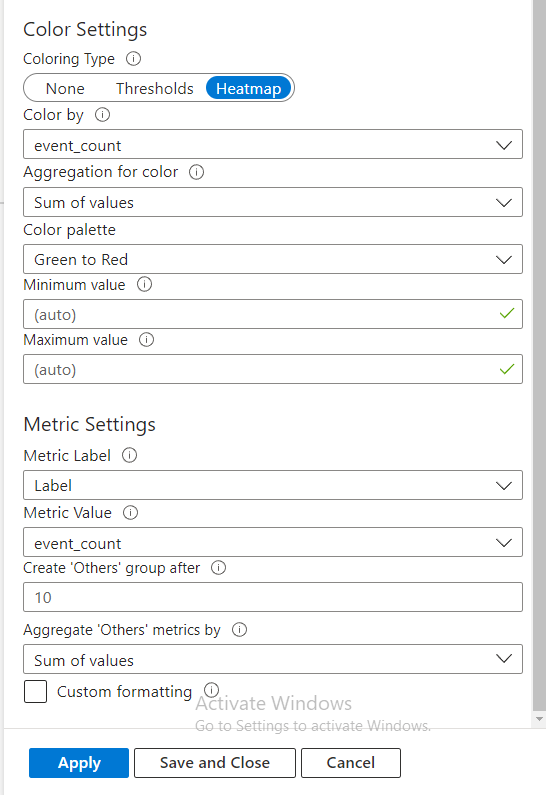 Color Settings
Coloring Type
None Thresholds Heatmap
Color by
event_count
Aggregation for color
Sum of values
Color palette
Green to Red
Minimum value
(auto)
Maximum value
(auto)
Metric Settings
Metric Label
Label
Metric Value
event_count
Create 'Others' group after
10
Aggregate 'Others' metrics by
Sum of values
Custom formatting
Activate Windows
Go to Settings to activate Windows.
Apply Save and Close Cancel